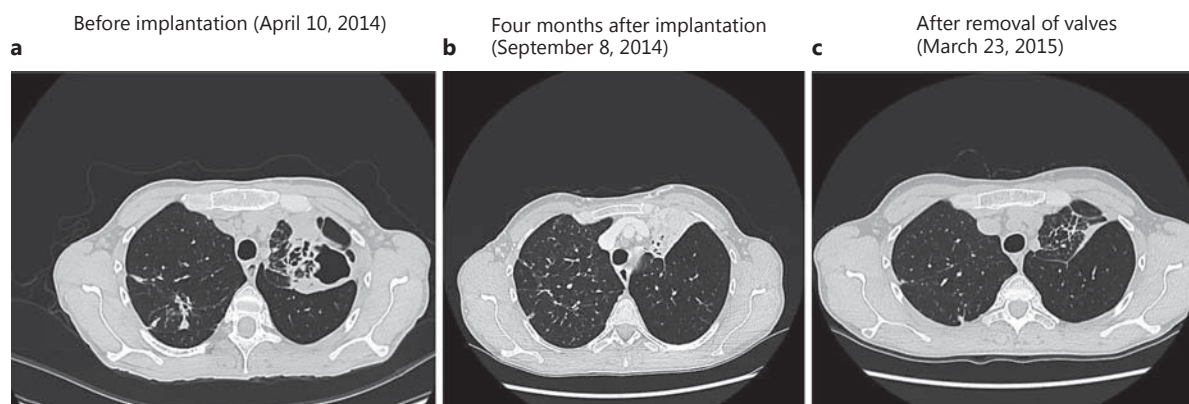 a
Before implantation (April 10, 2014)
b
Four months after implantation
(September 8, 2014)
c
After removal of valves
(March 23, 2015)